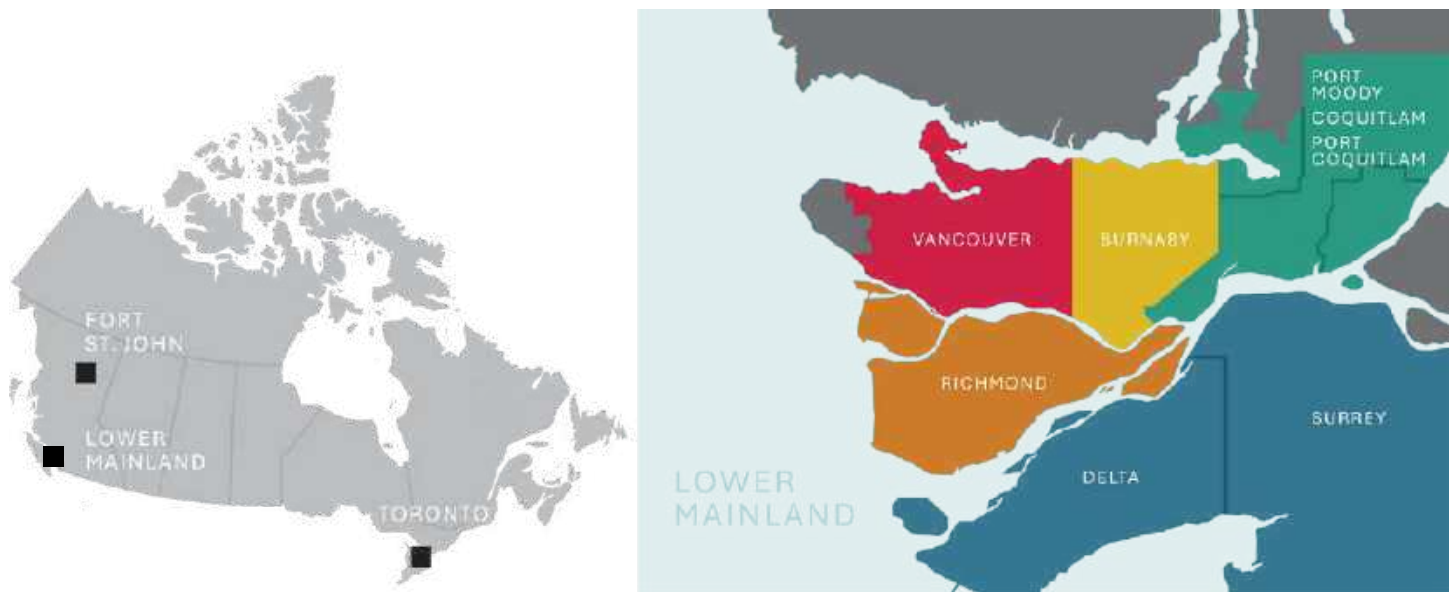 FORT
ST. JOHN
LOWER
MAINLAND
TORONTO
PORT
MOODY
COQUITLAM
PORT
COQUITLAM
VANCOUVER
BURNABY
RICHMOND
SURREY
DELTA
LOWER
MAINLAND